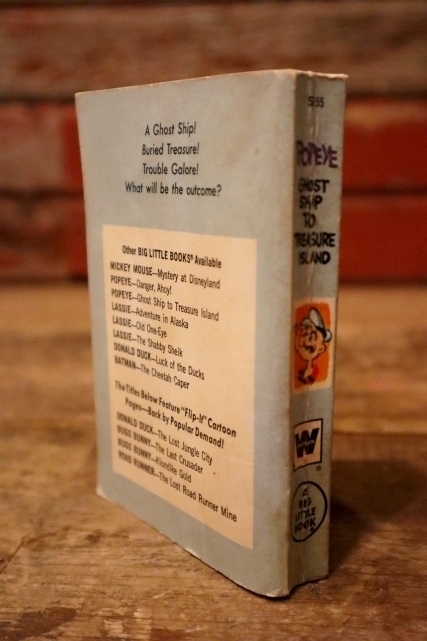 A Ghost Ship!
Buried Treasure!
Trouble Galore!
What will be the outcome?
Other BIG LITTLE BOOKS® Available
MICKEY MOUSE—Mystery at Disneyland
POPEYE—Danger, Ahoy!
POPEYE—Ghost Ship to Treasure Island
LASSIE—Adventure in Alaska
LASSIE—Old One-Eye
LASSIE—The Shabby Sheik
DONALD DUCK—Luck of the Ducks
BATMAN—The Cheetah Caper
The Titles Below Feature "Flip-It" Cartoon
Pages—Back by Popular Demand!
DONALD DUCK—The Lost Jungle City
BUGS BUNNY—The Last Crusader
BUGS BUNNY—Klondike Gold
ROAD RUNNER—The Lost Road Runner Mine
POPEYE
GHOST
SHIP
TO
TREASURE
ISLAND
W
A
BIG
LITTLE
BOOK